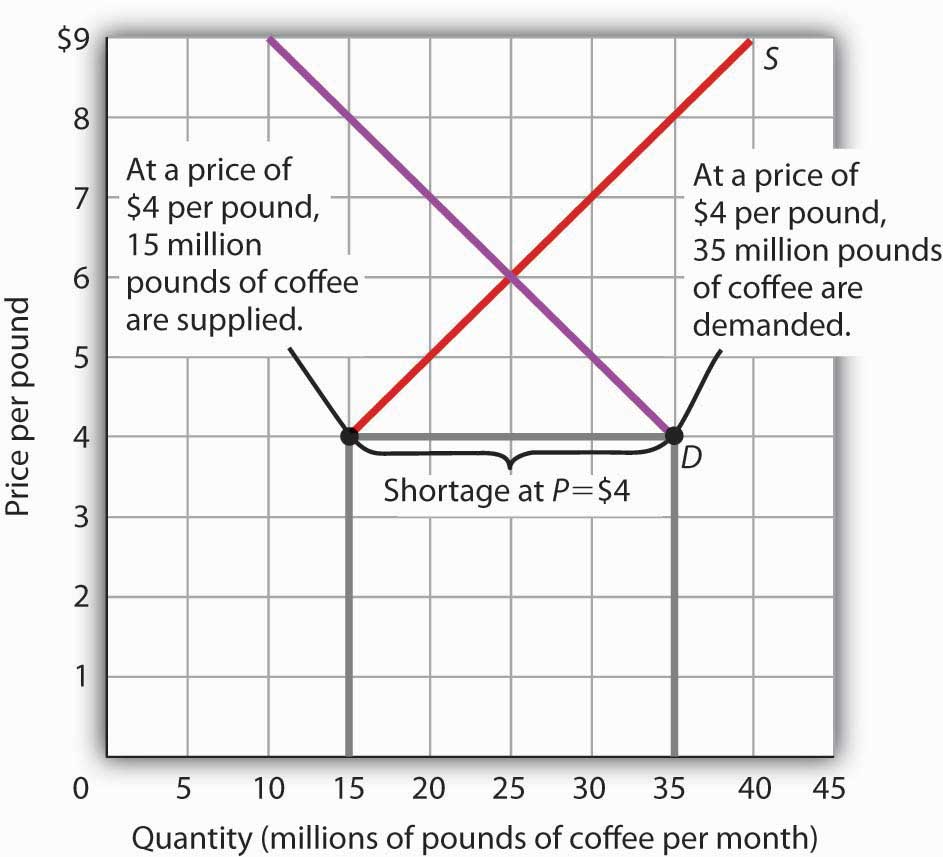 $9
8
7
6
5
4
3
2
1
0
5
10
15
20
25
30
35
40
45
Price per pound
Quantity (millions of pounds of coffee per month)
At a price of
$4 per pound,
15 million
pounds of coffee
are supplied.
At a price of
$4 per pound,
35 million pounds
of coffee are
demanded.
S
D
Shortage at P=$4